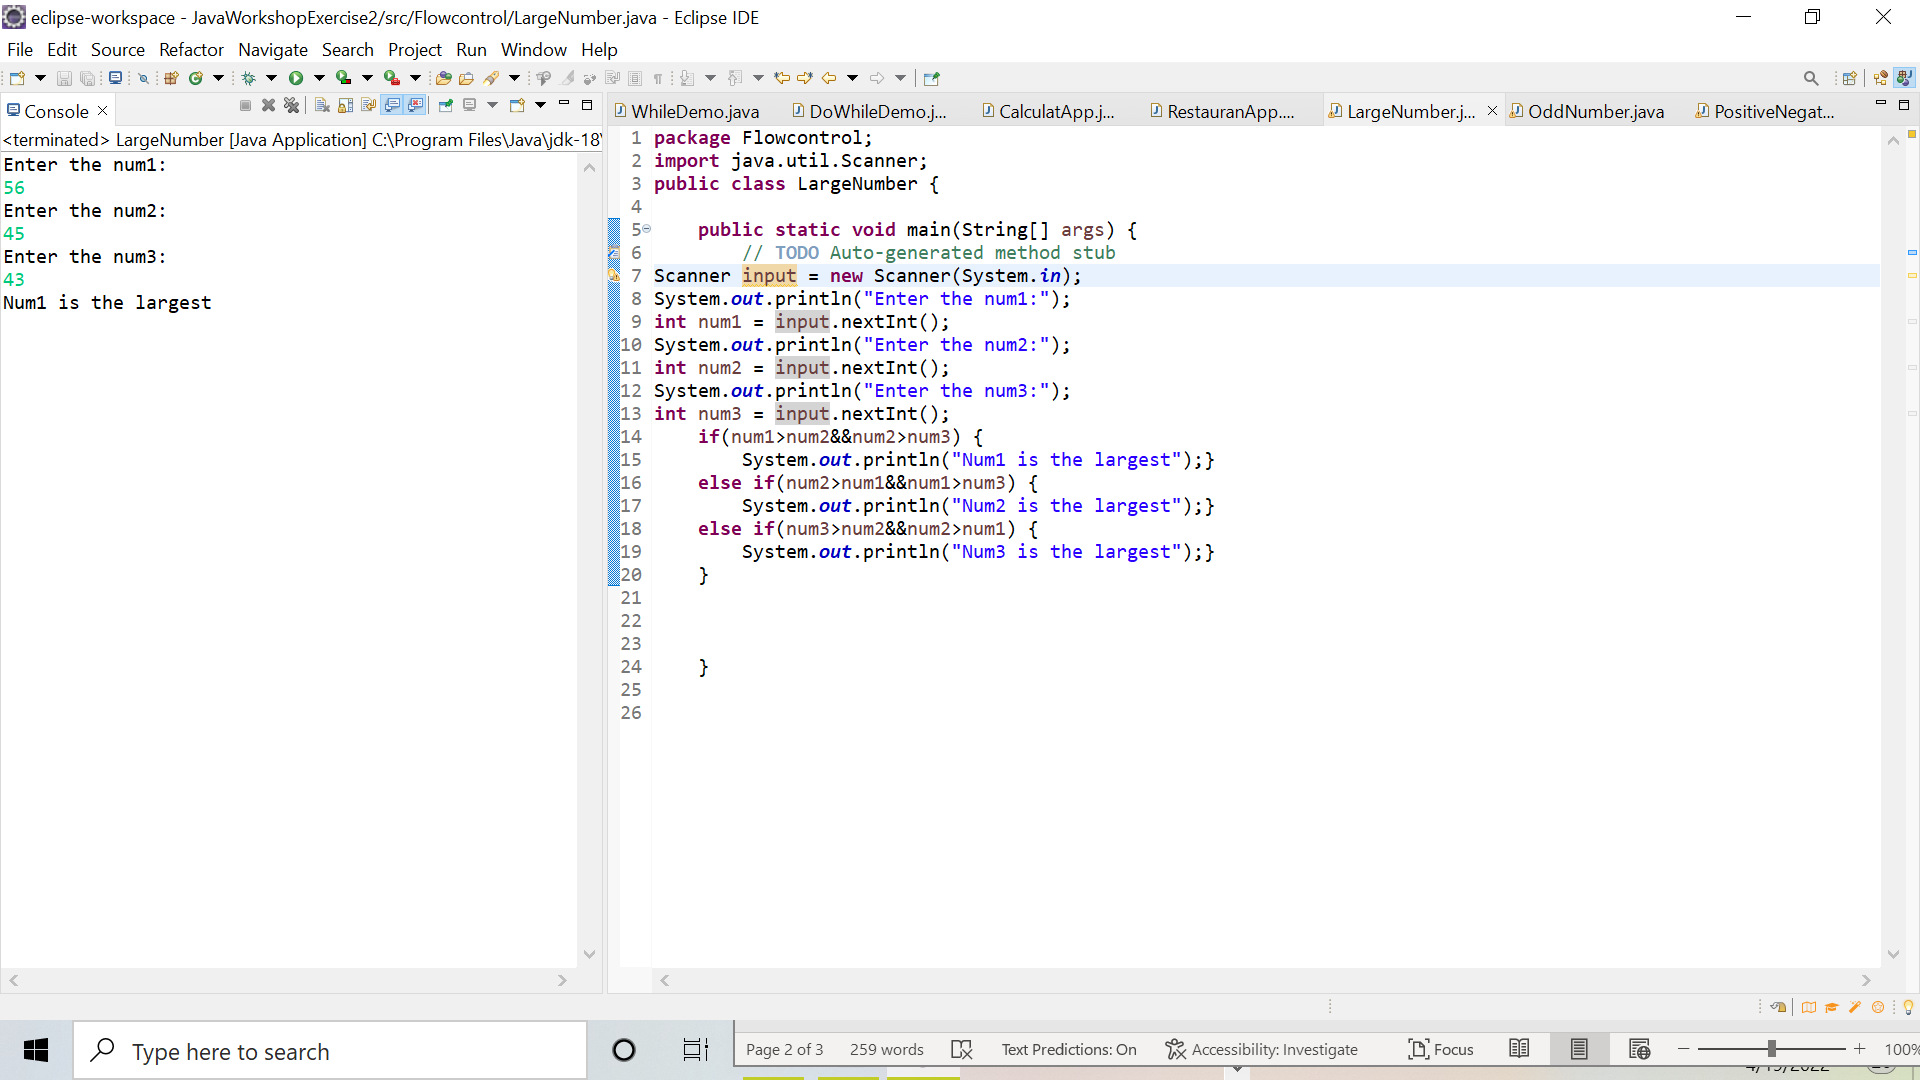 eclipse-workspace - JavaWorkshopExercise2/src/Flowcontrol/LargeNumber.java - Eclipse IDE
File Edit Source Refactor Navigate Search Project Run Window Help
Console
<terminated> LargeNumber [Java Application] C:\Program Files\Java\jdk-18\
Enter the num1:
56
Enter the num2:
45
Enter the num3:
43
Num1 is the largest
WhileDemo.java DoWhileDemo.j... CalculatApp.j... RestauranApp.... LargeNumber.j... OddNumber.java PositiveNegat...
1 package Flowcontrol;
2 import java.util.Scanner;
3 public class LargeNumber {
4
5 public static void main(String[] args) {
6 // TODO Auto-generated method stub
7 Scanner input = new Scanner(System.in);
8 System.out.println("Enter the num1:");
9 int num1 = input.nextInt();
10 System.out.println("Enter the num2:");
11 int num2 = input.nextInt();
12 System.out.println("Enter the num3:");
13 int num3 = input.nextInt();
14 if(num1>num2&&num2>num3) {
15 System.out.println("Num1 is the largest");}
16 else if(num2>num1&&num1>num3) {
17 System.out.println("Num2 is the largest");}
18 else if(num3>num2&&num2>num1) {
19 System.out.println("Num3 is the largest");}
20 }
21
22
23
24 }
25
26
Type here to search
Page 2 of 3 259 words Text Predictions: On Accessibility: Investigate Focus 100%